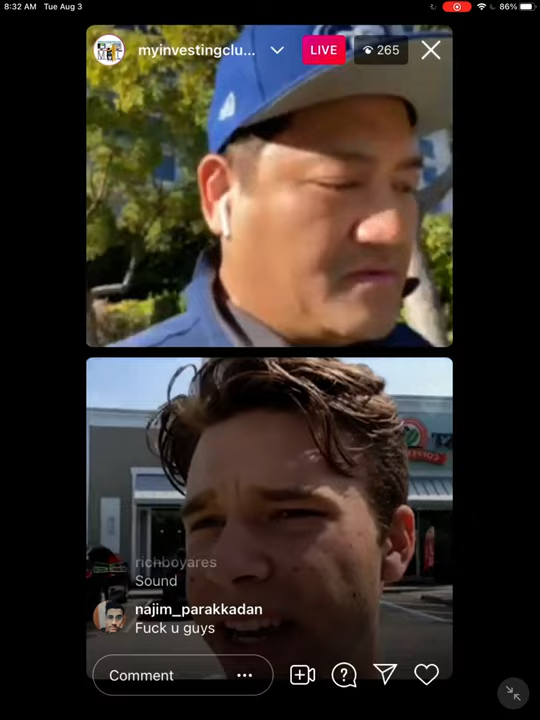 8:32 AM Tue Aug 3
86%
myinvestingclu...
LIVE
265
richboyares
Sound
najim_parakkadan
Fuck u guys
Comment